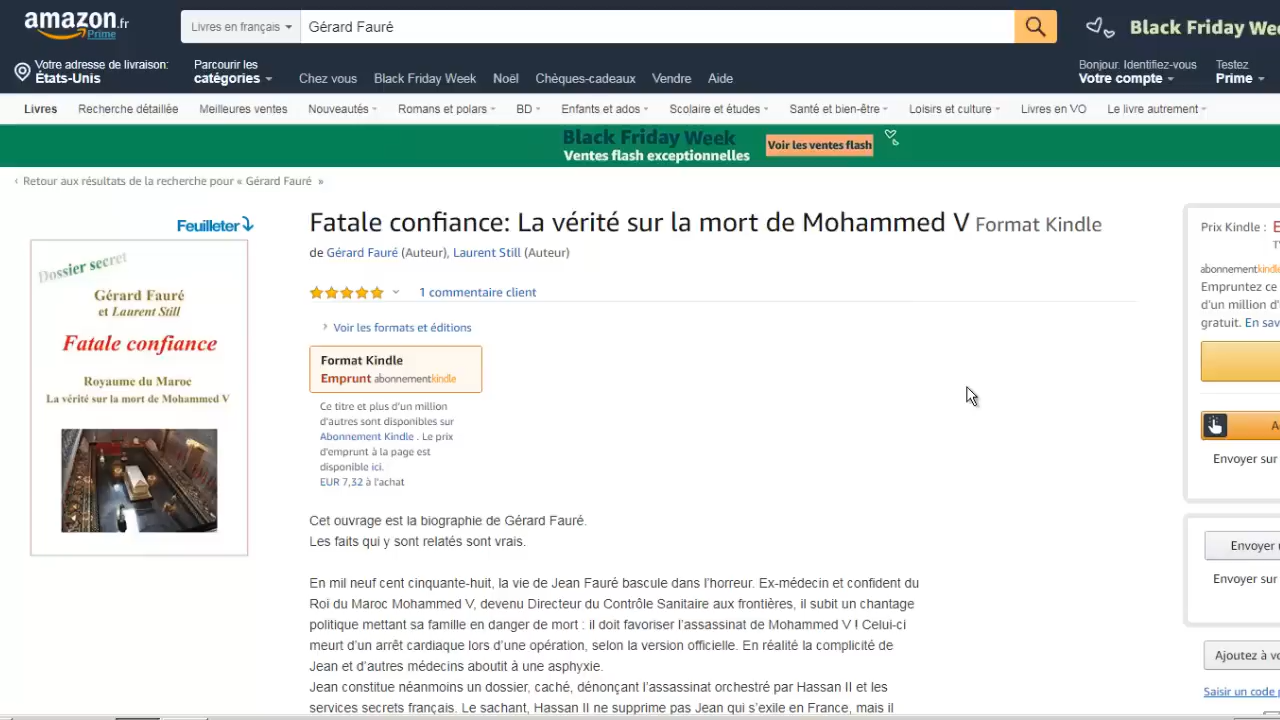 amazon.fr
Prime
Livres en français
Gérard Fauré
Black Friday Wee
Votre adresse de livraison:
États-Unis
Parcourir les
catégories
Chez vous
Black Friday Week
Noël
Chèques-cadeaux
Vendre
Aide
Bonjour. Identifiez-vous
Votre compte
Testez
Prime
Livres
Recherche détaillée
Meilleures ventes
Nouveautés
Romans et polars
BD
Enfants et ados
Scolaire et études
Santé et bien-être
Loisirs et culture
Livres en VO
Le livre autrement
Black Friday Week
Ventes flash exceptionnelles
Voir les ventes flash
‹ Retour aux résultats de la recherche pour « Gérard Fauré »
Feuilleter
Dossier secret
Gérard Fauré
et Laurent Still
Fatale confiance
Royaume du Maroc
La vérité sur la mort de Mohammed V
Fatale confiance: La vérité sur la mort de Mohammed V Format Kindle
de Gérard Fauré (Auteur), Laurent Still (Auteur)
1 commentaire client
› Voir les formats et éditions
Format Kindle
Emprunt abonnementkindle
Ce titre et plus d'un million
d'autres sont disponibles sur
Abonnement Kindle . Le prix
d'emprunt à la page est
disponible ici.
EUR 7,32 à l'achat
Cet ouvrage est la biographie de Gérard Fauré.
Les faits qui y sont relatés sont vrais.
En mil neuf cent cinquante-huit, la vie de Jean Fauré bascule dans l’horreur. Ex-médecin et confident du
Roi du Maroc Mohammed V, devenu Directeur du Contrôle Sanitaire aux frontières, il subit un chantage
politique mettant sa famille en danger de mort : il doit favoriser l’assassinat de Mohammed V ! Celui-ci
meurt d’un arrêt cardiaque lors d’une opération, selon la version officielle. En réalité la complicité de
Jean et d’autres médecins aboutit à une asphyxie.
Jean constitue néanmoins un dossier, caché, dénonçant l’assassinat orchestré par Hassan II et les
services secrets français. Le sachant, Hassan II ne supprime pas Jean qui s’exile en France, mais il
Prix Kindle : E
T
abonnementkindle
Empruntez ce
d'un million d'
gratuit. En sav
A
Envoyer sur
Envoyer u
Envoyer sur
Ajoutez à vo
Saisir un code p